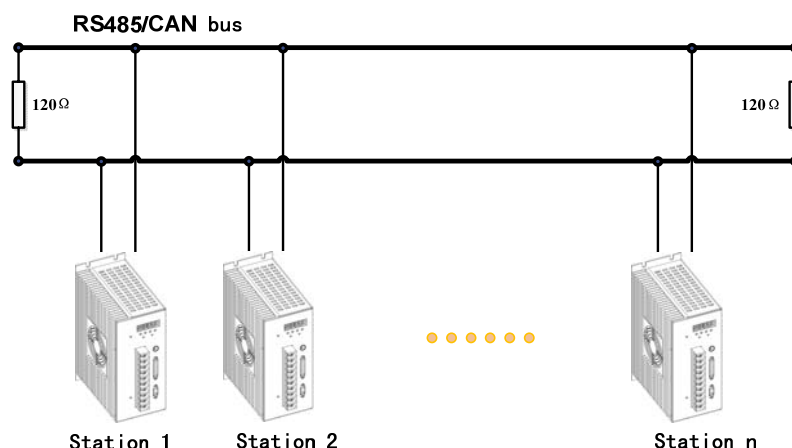 RS485/CAN bus
120Ω
120Ω
Station 1
Station 2
Station n